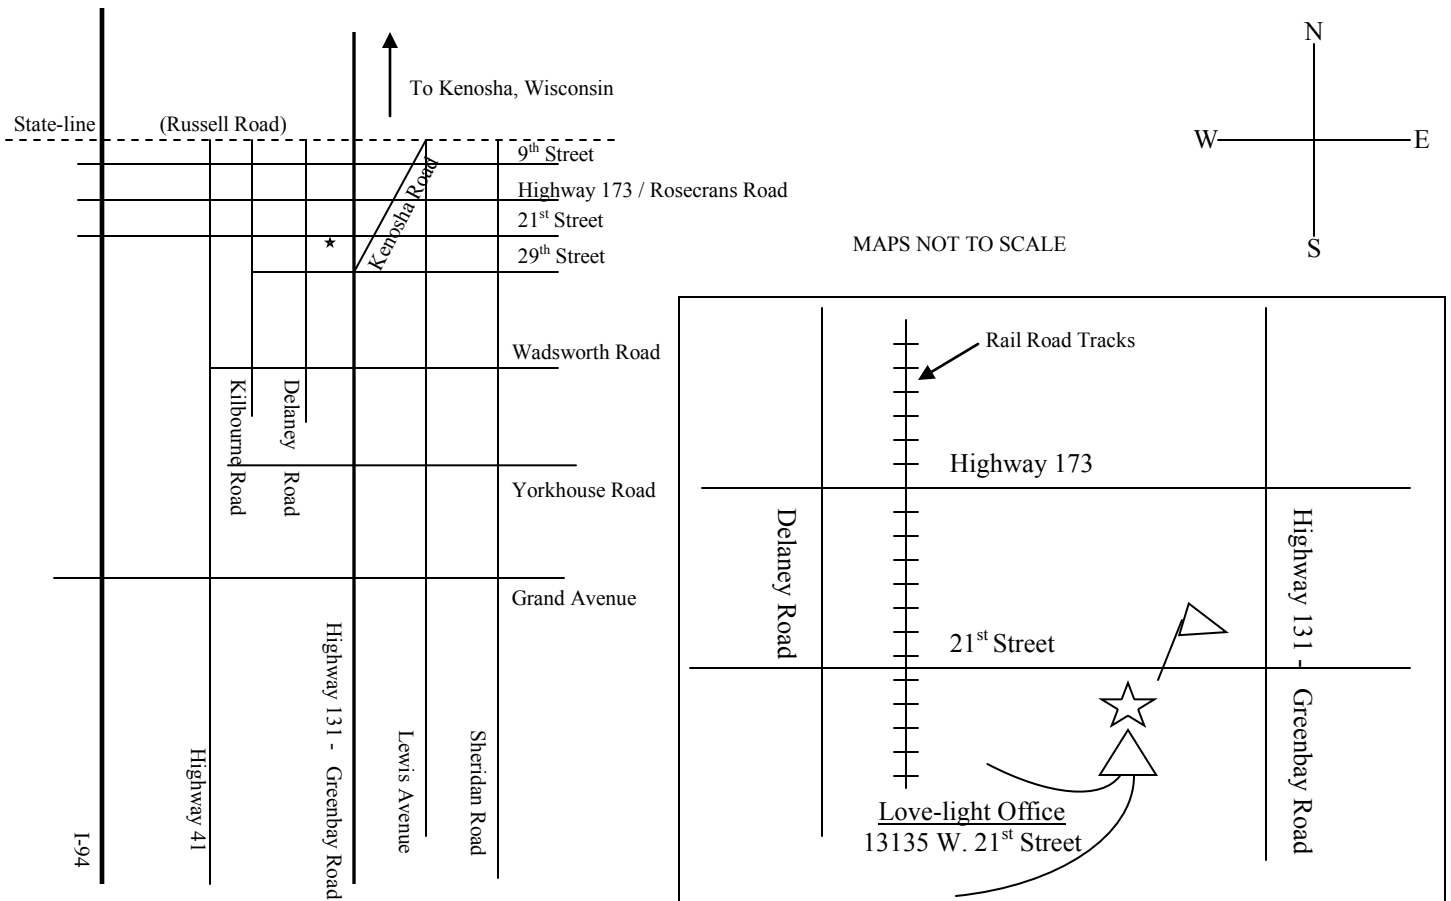 N
To Kenosha, Wisconsin
State-line (Russell Road)
W E
9th Street
Kenosha Road
Highway 173 / Rosecrans Road
21st Street
29th Street
MAPS NOT TO SCALE
S
Wadsworth Road
Kilbourne Road
Delaney Road
Yorkhouse Road
Grand Avenue
I-94
Highway 41
Highway 131 - Greenbay Road
Lewis Avenue
Sheridan Road
Rail Road Tracks
Highway 173
Delaney Road
Highway 131 - Greenbay Road
21st Street
Love-light Office
13135 W. 21st Street